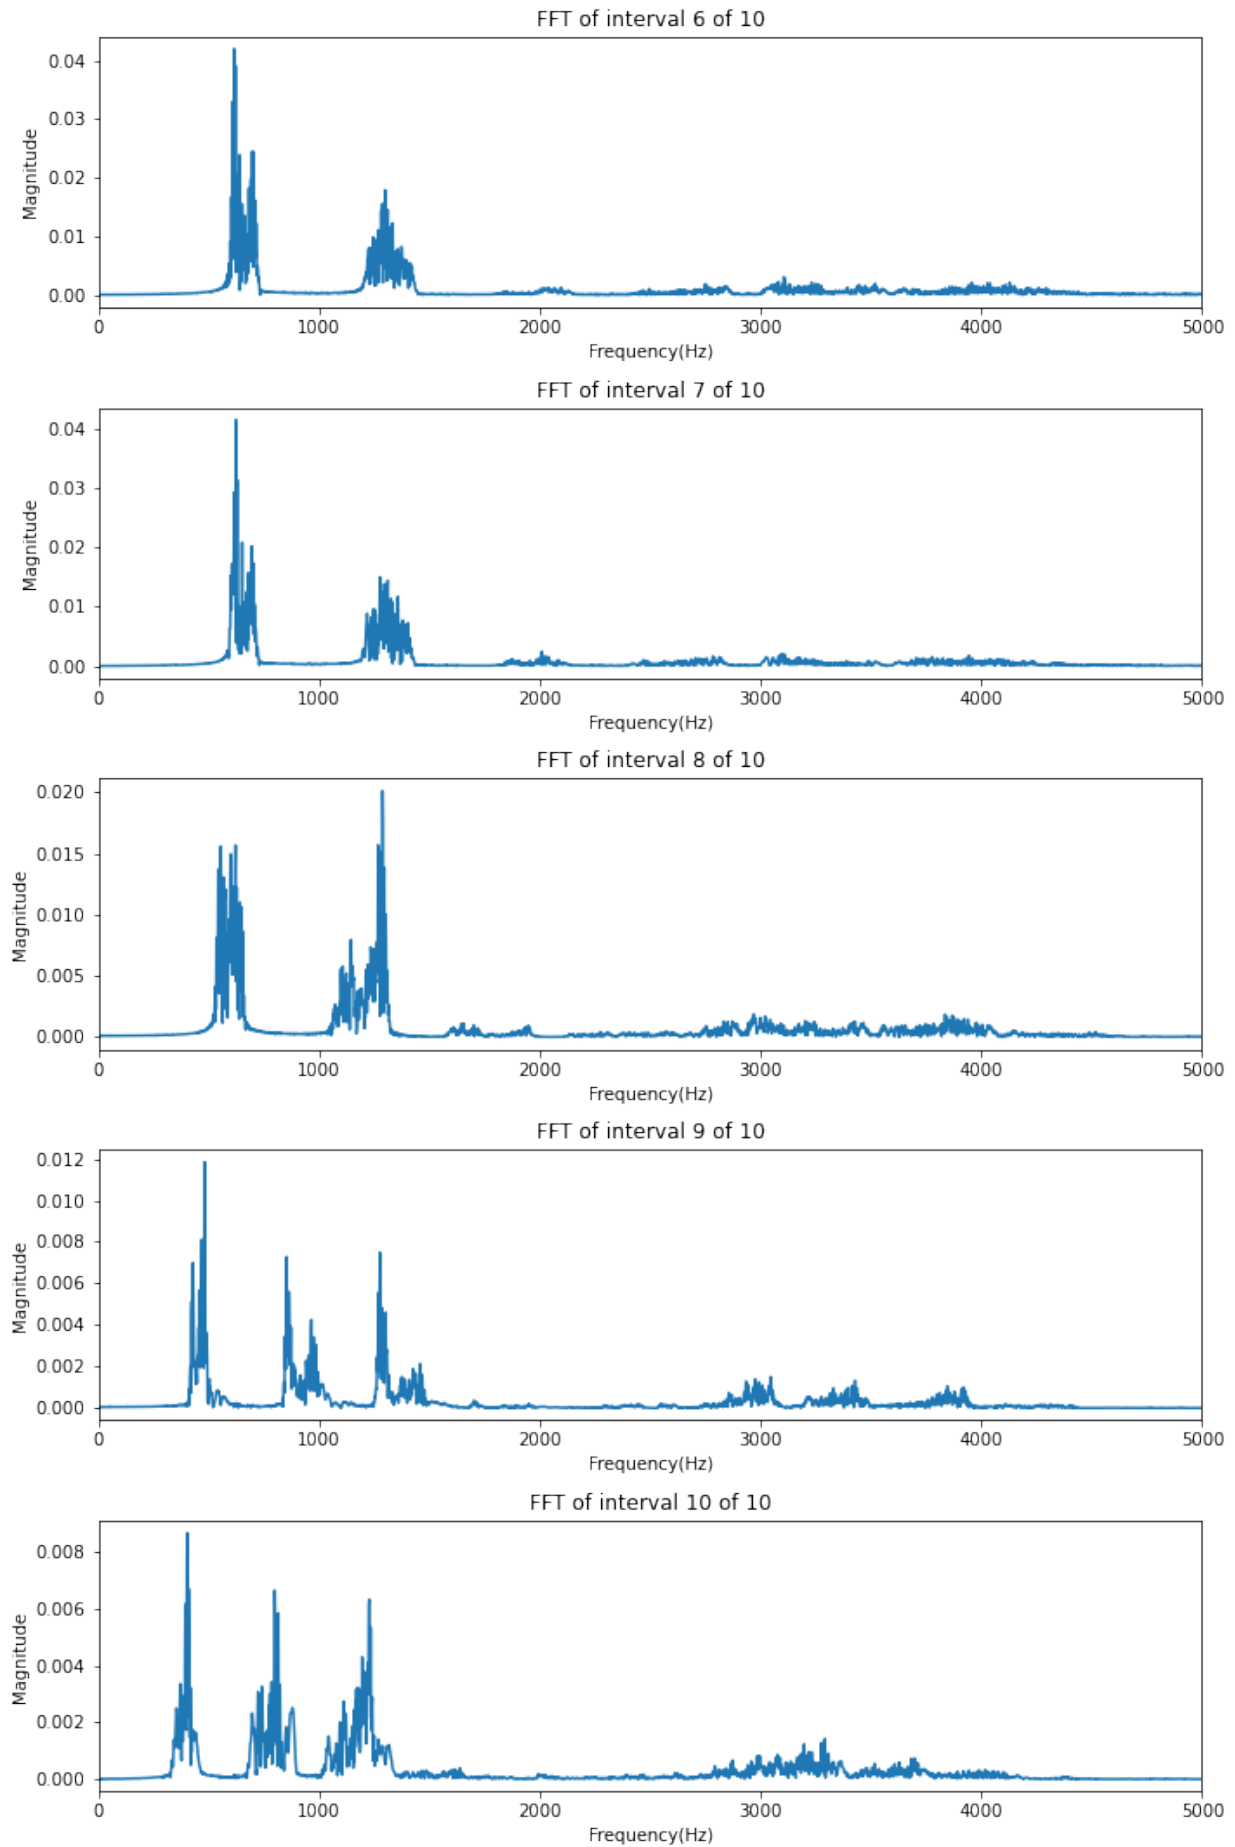 FFT of interval 6 of 10
0.04
0.03
0.02
0.01
0.00
Magnitude
0 1000 2000 3000 4000 5000
Frequency(Hz)
FFT of interval 7 of 10
0.04
0.03
0.02
0.01
0.00
Magnitude
0 1000 2000 3000 4000 5000
Frequency(Hz)
FFT of interval 8 of 10
0.020
0.015
0.010
0.005
0.000
Magnitude
0 1000 2000 3000 4000 5000
Frequency(Hz)
FFT of interval 9 of 10
0.012
0.010
0.008
0.006
0.004
0.002
0.000
Magnitude
0 1000 2000 3000 4000 5000
Frequency(Hz)
FFT of interval 10 of 10
0.008
0.006
0.004
0.002
0.000
Magnitude
0 1000 2000 3000 4000 5000
Frequency(Hz)